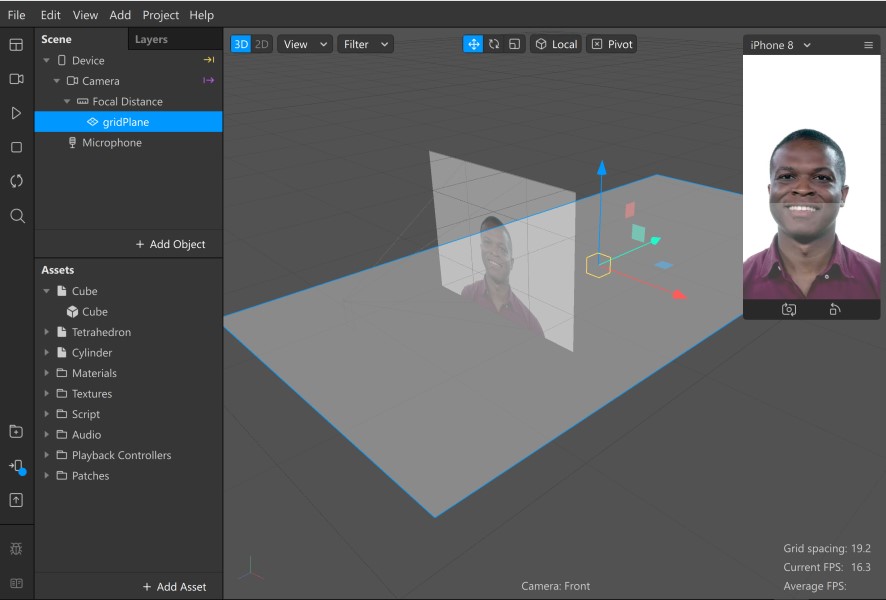 File Edit View Add Project Help
Scene Layers
Device
Camera
Focal Distance
gridPlane
Microphone
+ Add Object
Assets
Cube
Cube
Tetrahedron
Cylinder
Materials
Textures
Script
Audio
Playback Controllers
Patches
+ Add Asset
3D 2D View Filter Local Pivot
iPhone 8
Camera: Front
Grid spacing: 19.2
Current FPS: 16.3
Average FPS: